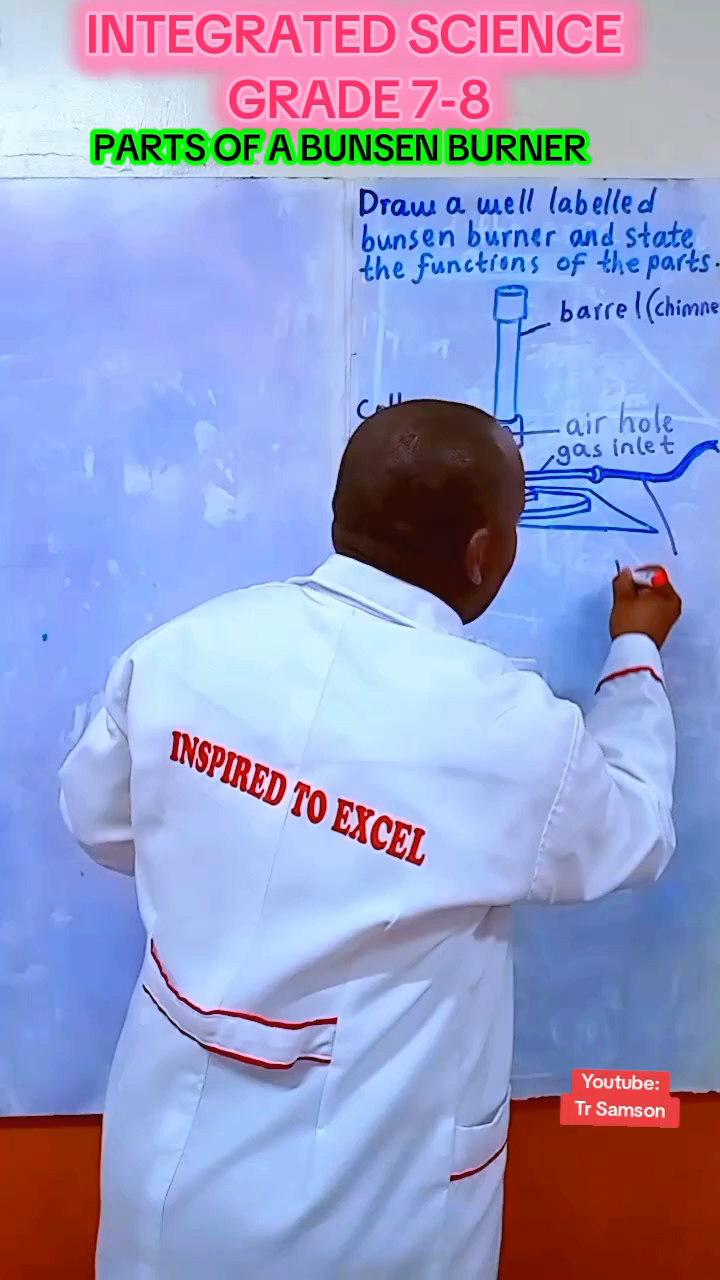 INTEGRATED SCIENCE
GRADE 7-8
PARTS OF A BUNSEN BURNER
Draw a well labelled
bunsen burner and state
the functions of the parts.
barrel (chimne
air hole
gas inlet
INSPIRED TO EXCEL
Youtube:
Tr Samson